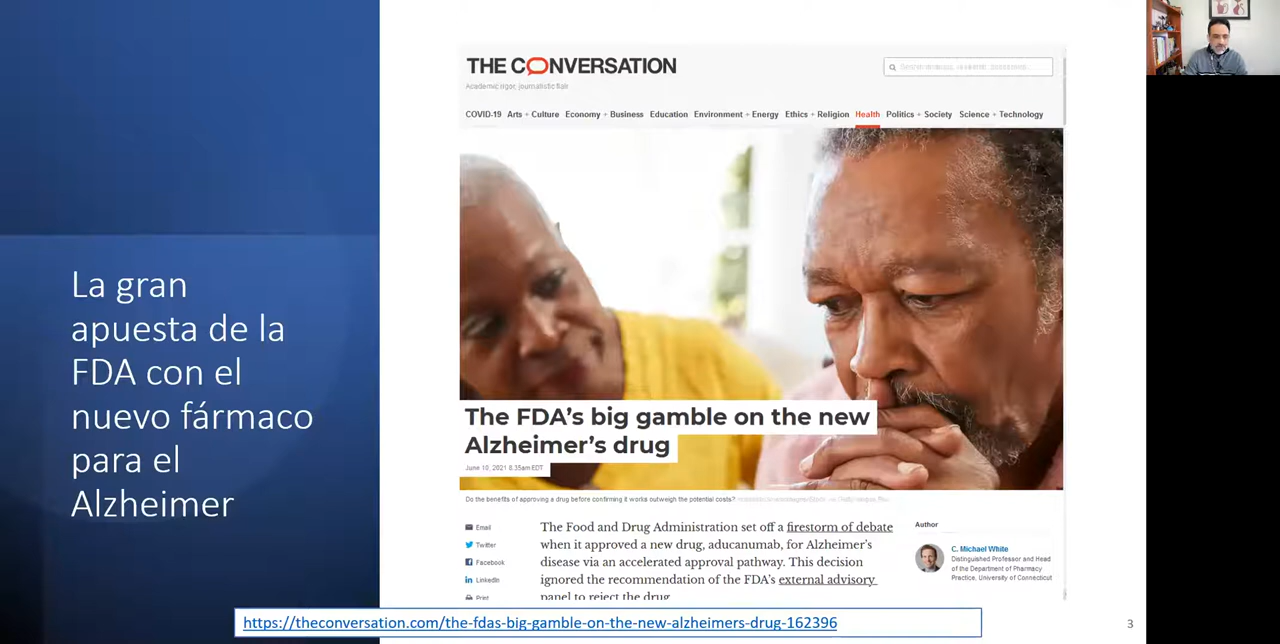 La gran
apuesta de la
FDA con el
nuevo fármaco
para el
Alzheimer
THE CONVERSATION
Academic rigor, journalistic flair
COVID-19 Arts + Culture Economy + Business Education Environment + Energy Ethics + Religion Health Politics + Society Science + Technology
The FDA's big gamble on the new
Alzheimer's drug
June 10, 2021 8.35am EDT
Do the benefits of approving a drug before confirming it works outweigh the potential costs?
Email
Twitter
Facebook
LinkedIn
Print
The Food and Drug Administration set off a firestorm of debate
when it approved a new drug, aducanumab, for Alzheimer's
disease via an accelerated approval pathway. This decision
ignored the recommendation of the FDA's external advisory
panel to reject the drug
Author
C. Michael White
Distinguished Professor and Head
of the Department of Pharmacy
Practice, University of Connecticut
https://theconversation.com/the-fdas-big-gamble-on-the-new-alzheimers-drug-162396
3